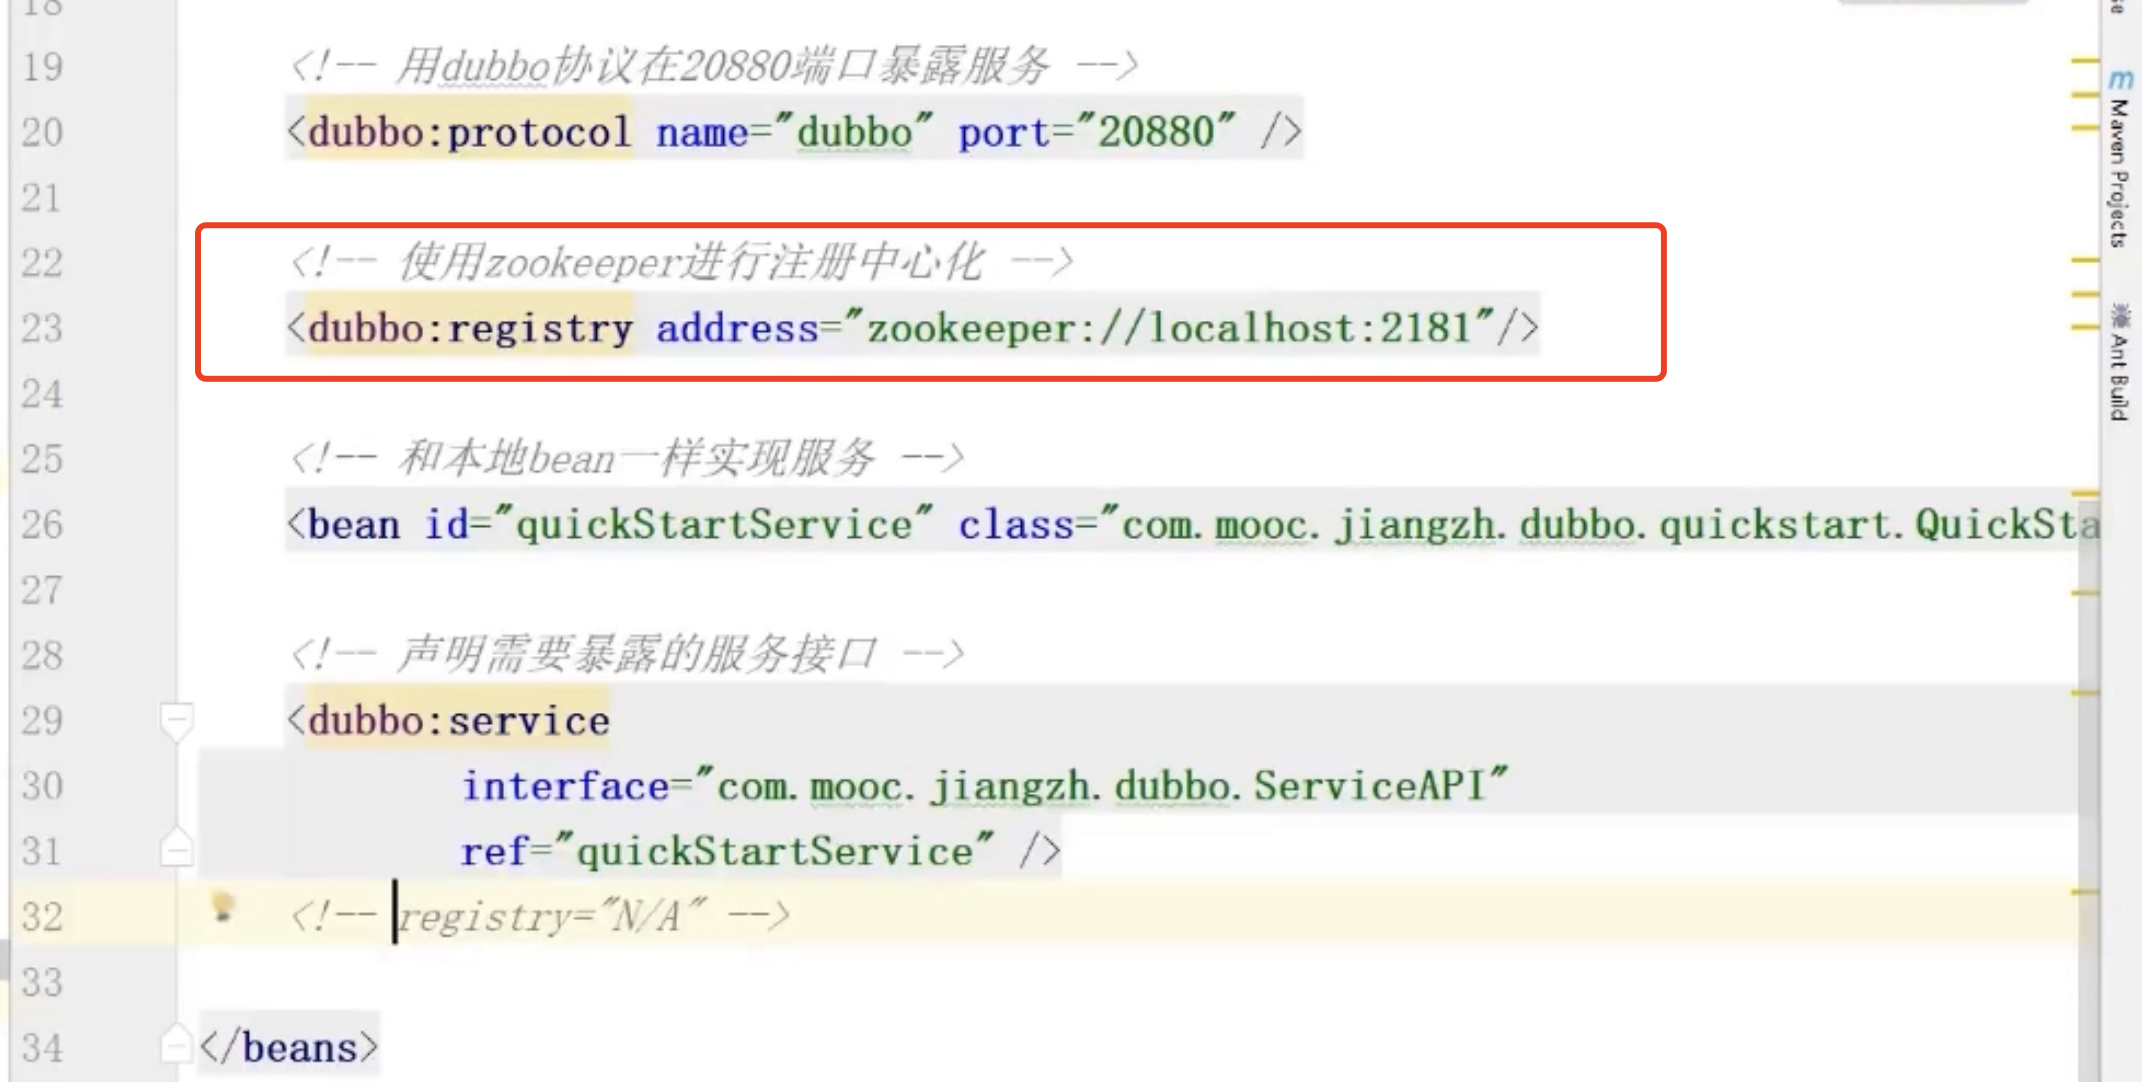 18
19 <!-- 用dubbo协议在20880端口暴露服务 -->
20 <dubbo:protocol name="dubbo" port="20880" />
21
22 <!-- 使用zookeeper进行注册中心化 -->
23 <dubbo:registry address="zookeeper://localhost:2181"/>
24
25 <!-- 和本地bean一样实现服务 -->
26 <bean id="quickStartService" class="com.mooc.jiangzh.dubbo.quickstart.QuickSta
27
28 <!-- 声明需要暴露的服务接口 -->
29 <dubbo:service
30 interface="com.mooc.jiangzh.dubbo.ServiceAPI"
31 ref="quickStartService" />
32 <!-- registry="N/A" -->
33
34 </beans>
m Maven Projects
Ant Build